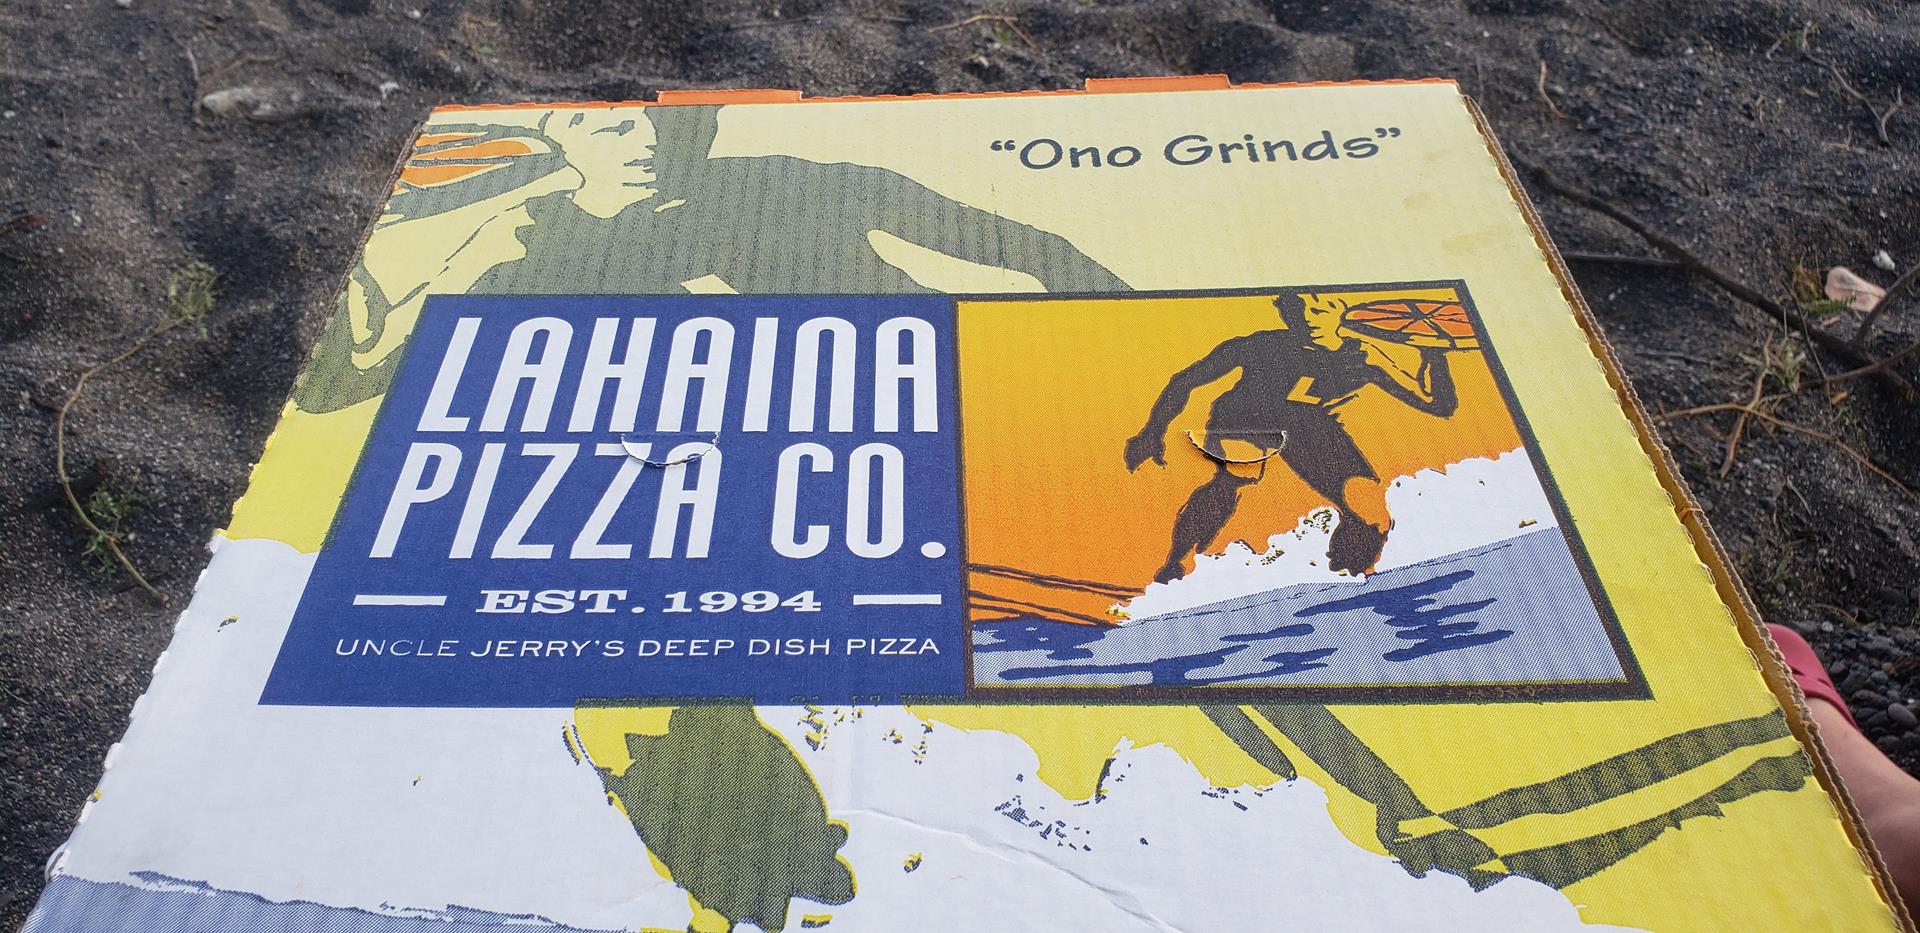 “Ono Grinds”
LAHAINA
PIZZA CO.
EST. 1994
UNCLE JERRY’S DEEP DISH PIZZA
L